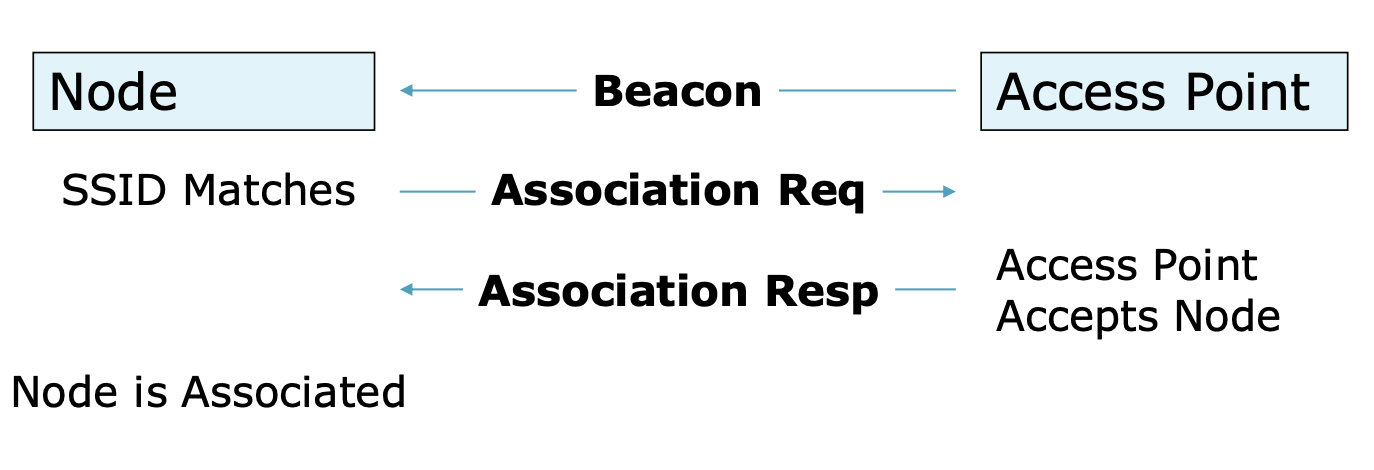 Node
Beacon
Access Point
SSID Matches
Association Req
Association Resp
Access Point
Accepts Node
Node is Associated